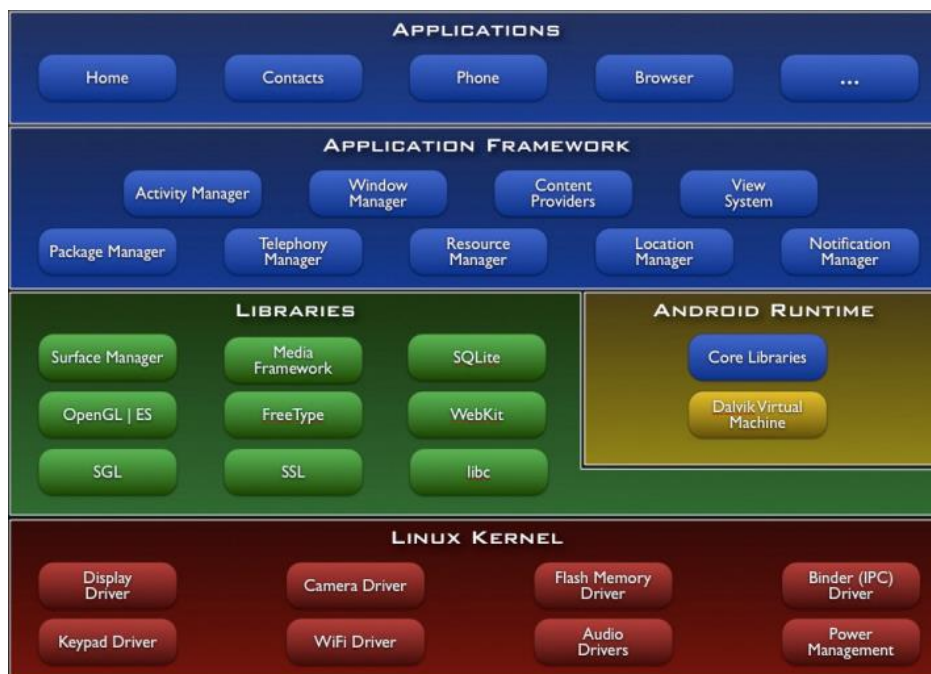 APPLICATIONS
Home
Contacts
Phone
Browser
...
APPLICATION FRAMEWORK
Activity Manager
Window
Manager
Content
Providers
View
System
Package Manager
Telephony
Manager
Resource
Manager
Location
Manager
Notification
Manager
LIBRARIES
Surface Manager
Media
Framework
SQLite
OpenGL | ES
FreeType
WebKit
SGL
SSL
libc
ANDROID RUNTIME
Core Libraries
Dalvik Virtual
Machine
LINUX KERNEL
Display
Driver
Camera Driver
Flash Memory
Driver
Binder (IPC)
Driver
Keypad Driver
WiFi Driver
Audio
Drivers
Power
Management